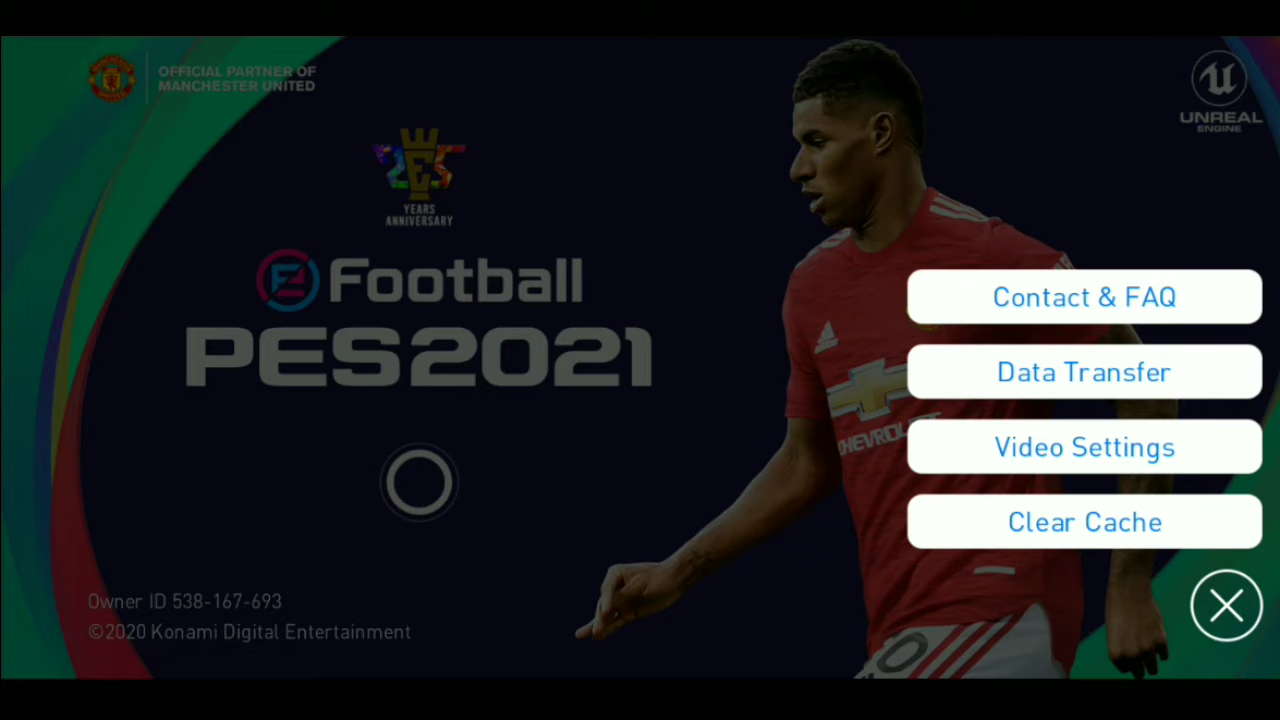 OFFICIAL PARTNER OF
MANCHESTER UNITED
UNREAL
ENGINE
25
YEARS
ANNIVERSARY
eFootball
PES2021
CHEVROLET
Contact & FAQ
Data Transfer
Video Settings
Clear Cache
Owner ID 538-167-693
©2020 Konami Digital Entertainment